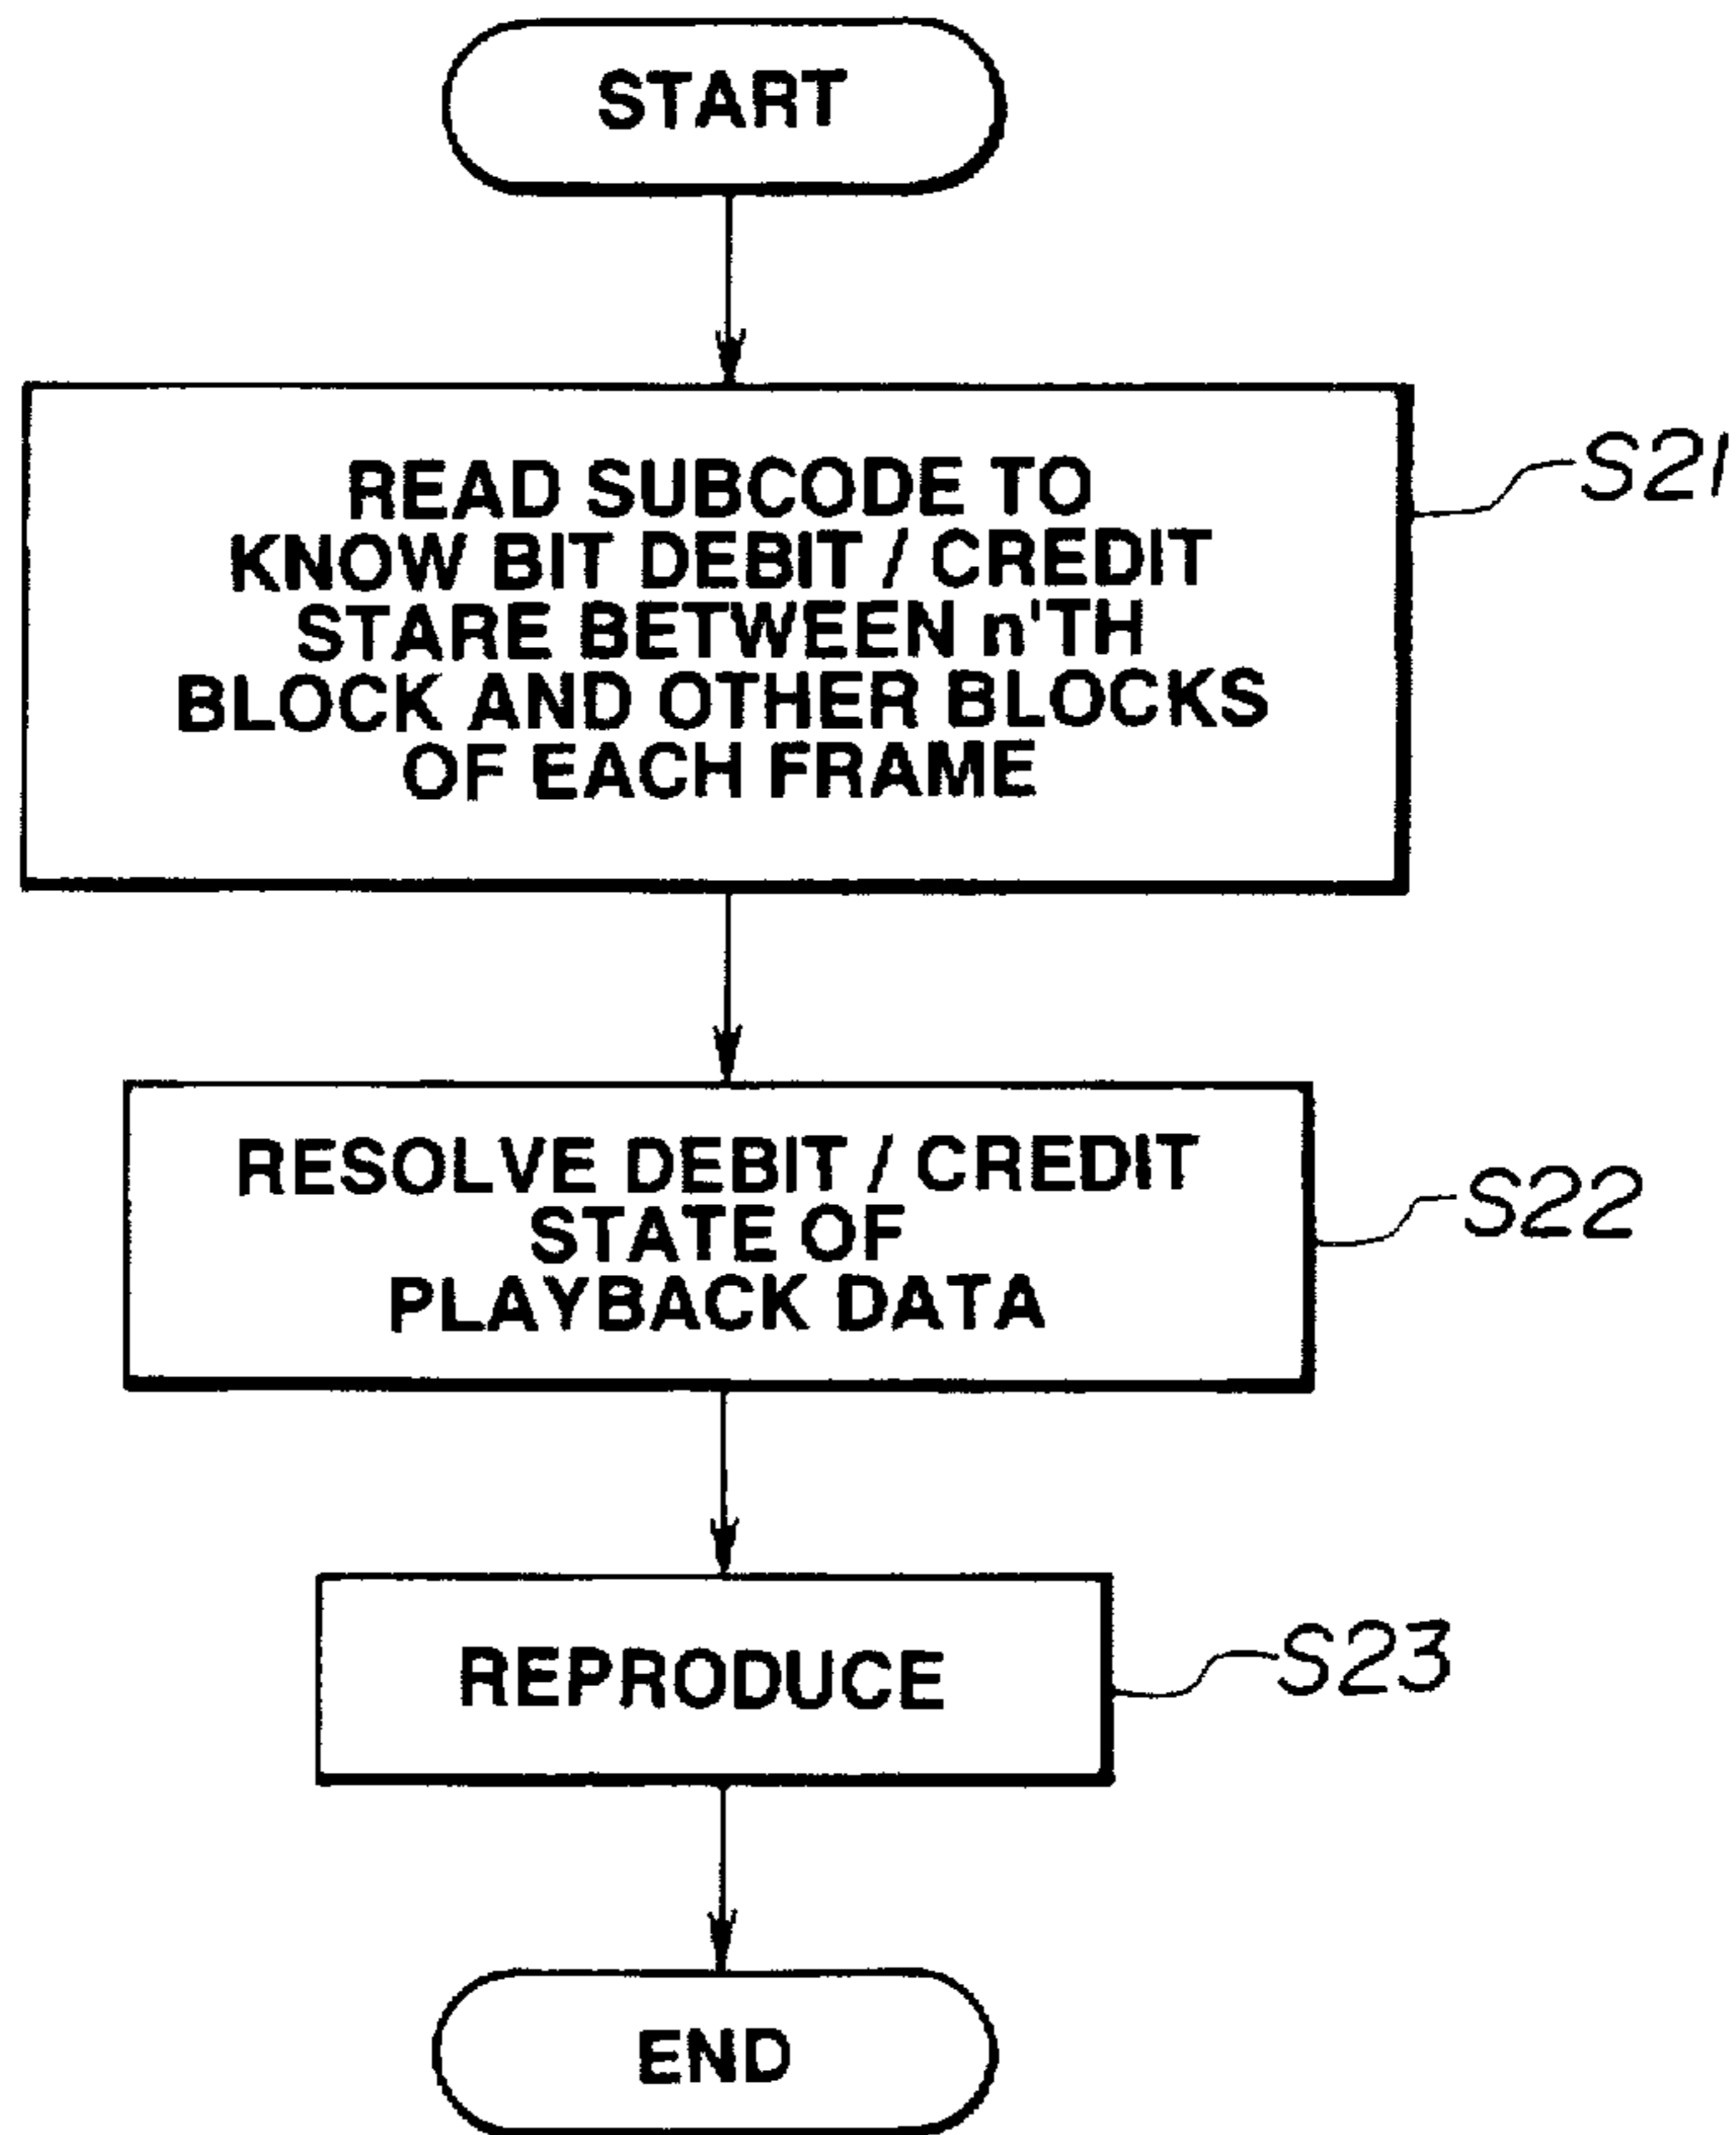 START
READ SUBCODE TO
KNOW BIT DEBIT / CREDIT
STARE BETWEEN n'TH
BLOCK AND OTHER BLOCKS
OF EACH FRAME
S21
RESOLVE DEBIT / CREDIT
STATE OF
PLAYBACK DATA
S22
REPRODUCE
S23
END